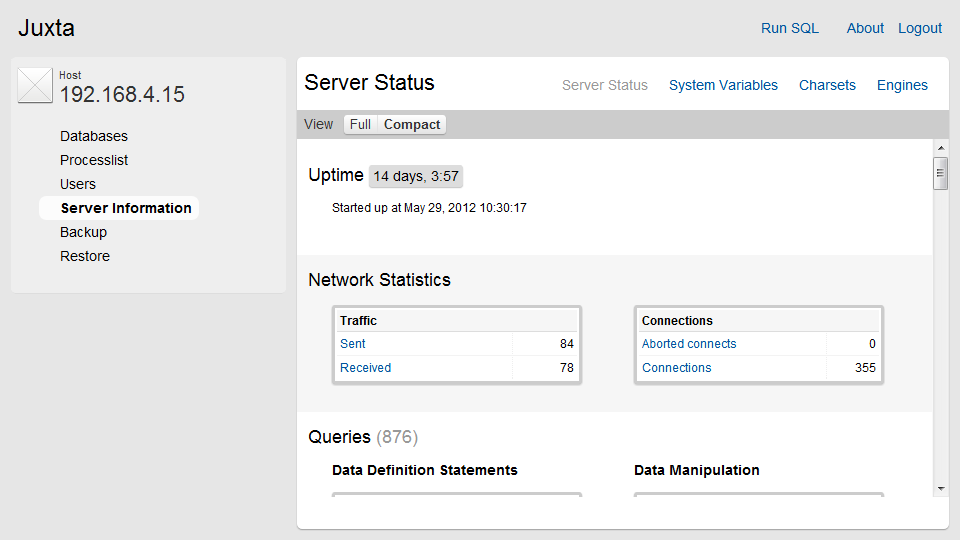 Juxta
Run SQL About Logout
Host
192.168.4.15
Databases
Processlist
Users
Server Information
Backup
Restore
Server Status
Server Status System Variables Charsets Engines
View Full Compact
Uptime 14 days, 3:57
Started up at May 29, 2012 10:30:17
Network Statistics
Traffic
Sent 84
Received 78
Connections
Aborted connects 0
Connections 355
Queries (876)
Data Definition Statements
Data Manipulation